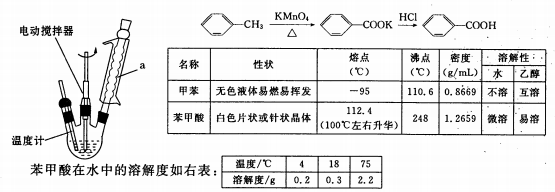 电动搅拌器
a
温度计
CH₃ KMnO₄ △ COOK HCl COOH
名称 性状 熔点(℃) 沸点(℃) 密度(g/mL) 溶解性
水 乙醇
甲苯 无色液体易燃易挥发 -95 110.6 0.8669 不溶 互溶
苯甲酸 白色片状或针状晶体 112.4(100℃左右升华) 248 1.2659 微溶 易溶
苯甲酸在水中的溶解度如右表：
温度/℃ 4 18 75
溶解度/g 0.2 0.3 2.2